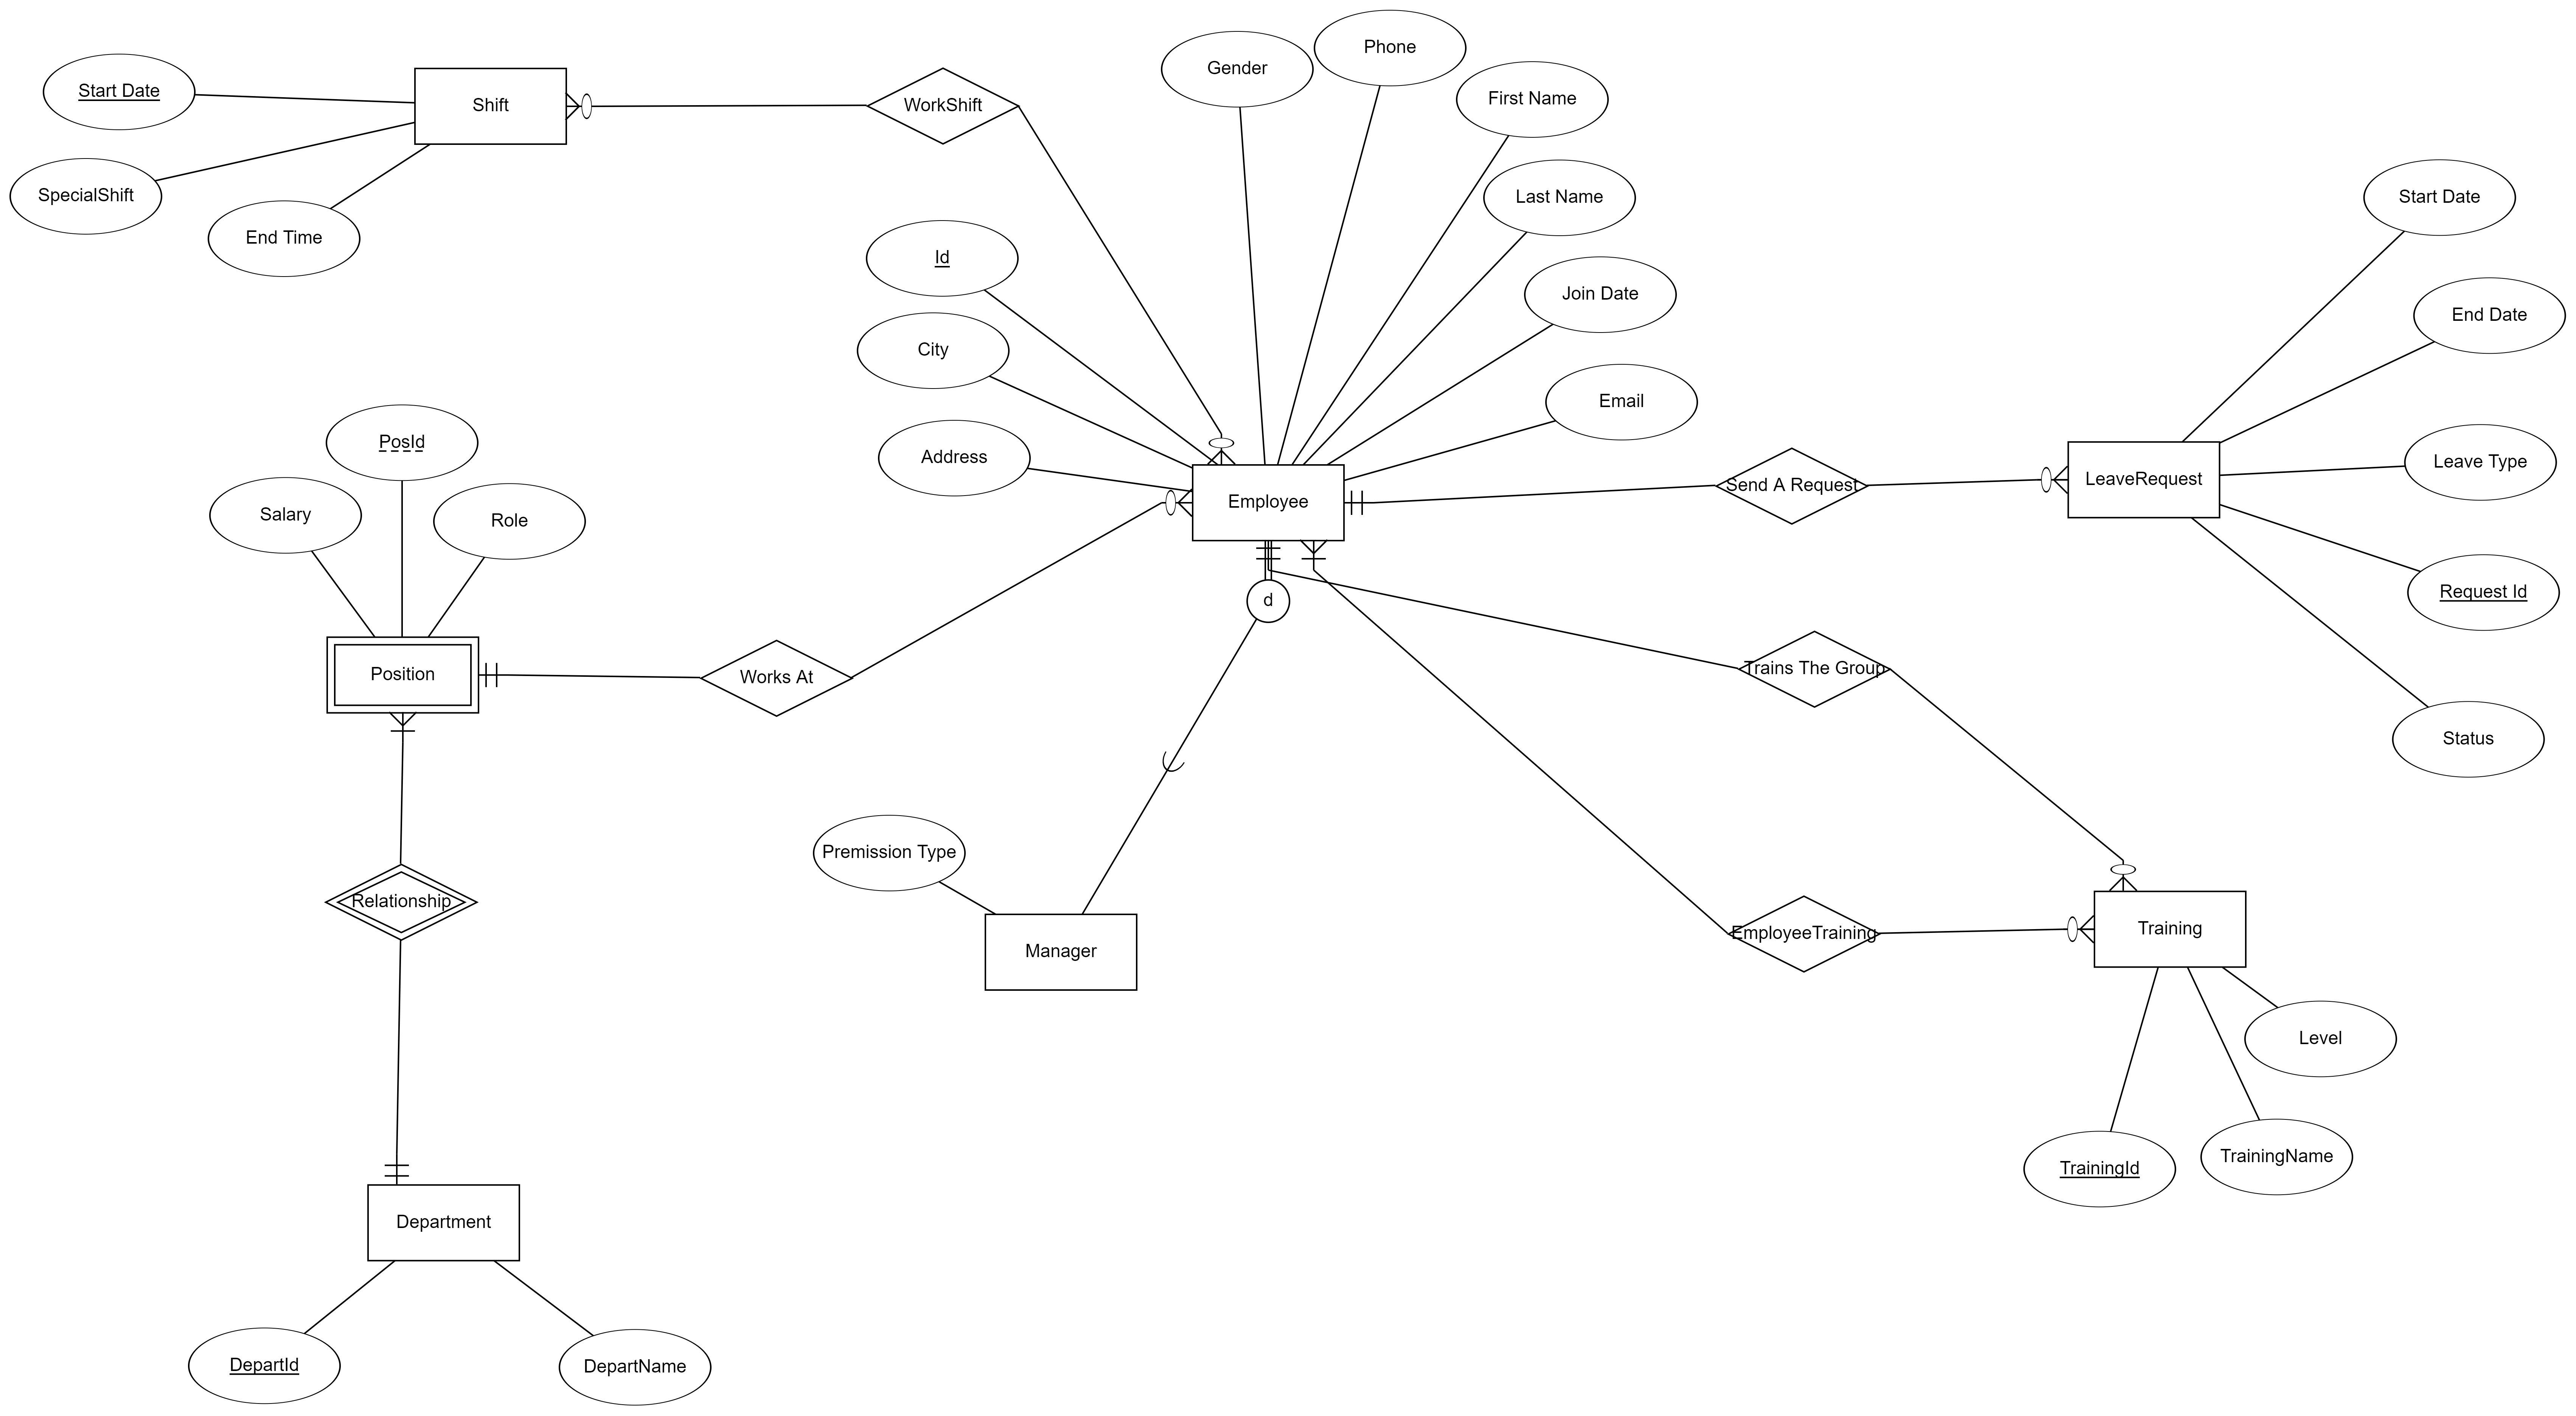 Phone
Gender
Start Date
Shift
WorkShift
First Name
SpecialShift
Last Name
Start Date
End Time
Id
Join Date
End Date
City
Email
PosId
Address
Leave Type
Salary
Role
Employee
Send A Request
LeaveRequest
Request Id
d
Position
Works At
Trains The Group
Status
Premission Type
Relationship
Manager
EmployeeTraining
Training
Level
TrainingId
TrainingName
Department
DepartId
DepartName